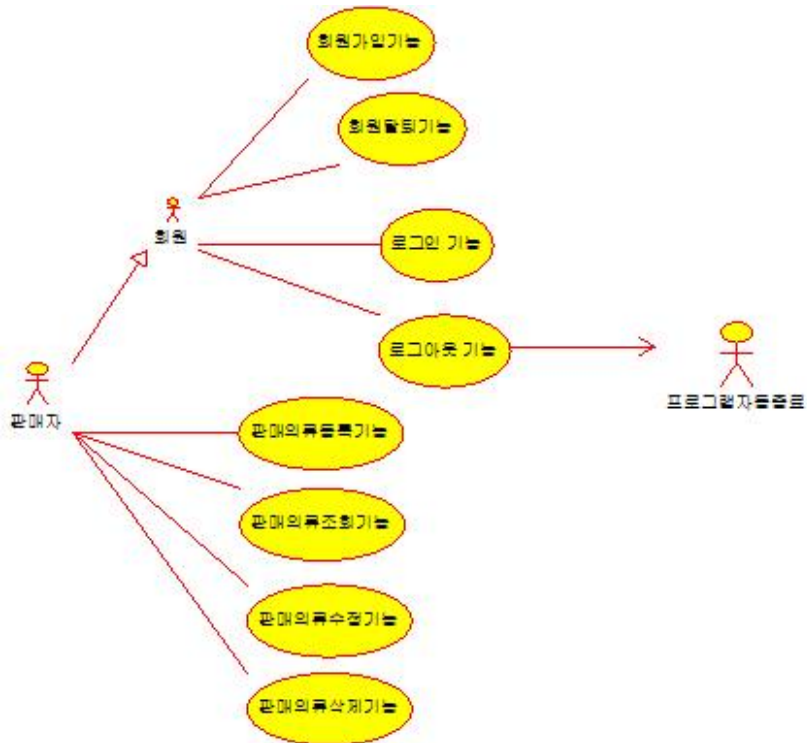 회원가입기능
회원탈퇴기능
회원
로그인 기능
로그아웃 기능
프로그램자동종료
판매자
판매의류등록기능
판매의류조회기능
판매의류수정기능
판매의류삭제기능